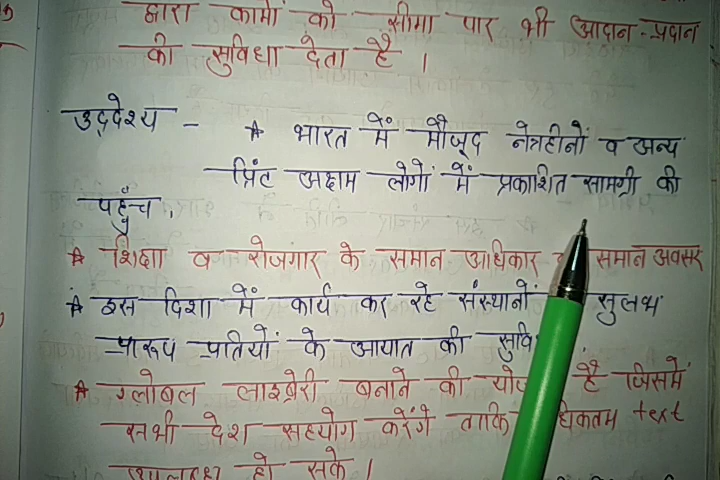 द्वारा कामों को सीमा पार भी आदान-प्रदान
की सुविधा देता है ।
उद्देश्य - * भारत में मौजूद नेत्रहीनों व अन्य
प्रिंट अक्षम लोगों में प्रकाशित सामग्री की
पहुँच ,
* शिक्षा व रोजगार के समान अधिकार समान अवसर
* इस दिशा में कार्य कर रहे संस्थानों सुलभ
प्रारूप प्रतियों के आयात की
* ग्लोबल लाइब्रेरी बनाने की है जिसमें
सभी देश सहयोग करेंगे ताकि text
उपलब्ध हो सके ।